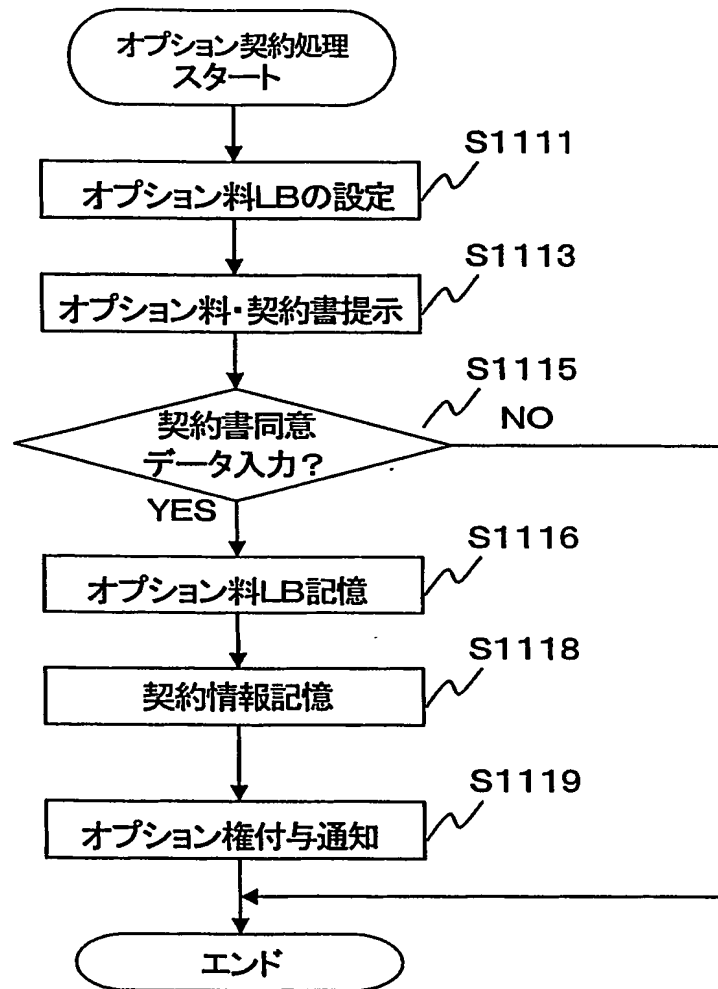 オプション契約処理
スタート
S1111
オプション料LBの設定
S1113
オプション料・契約書提示
S1115
契約書同意
データ入力?
NO
YES
S1116
オプション料LB記憶
S1118
契約情報記憶
S1119
オプション権付与通知
エンド